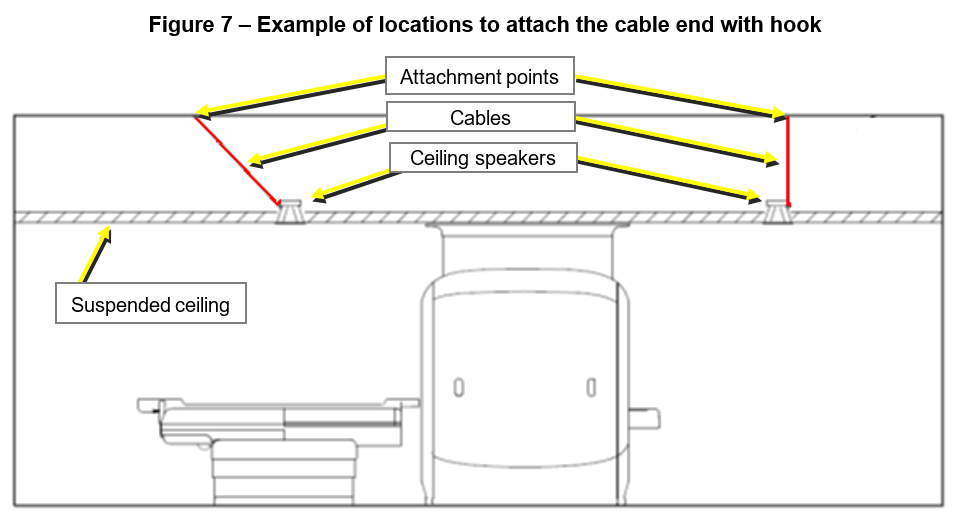 Figure 7 – Example of locations to attach the cable end with hook
Attachment points
Cables
Ceiling speakers
Suspended ceiling